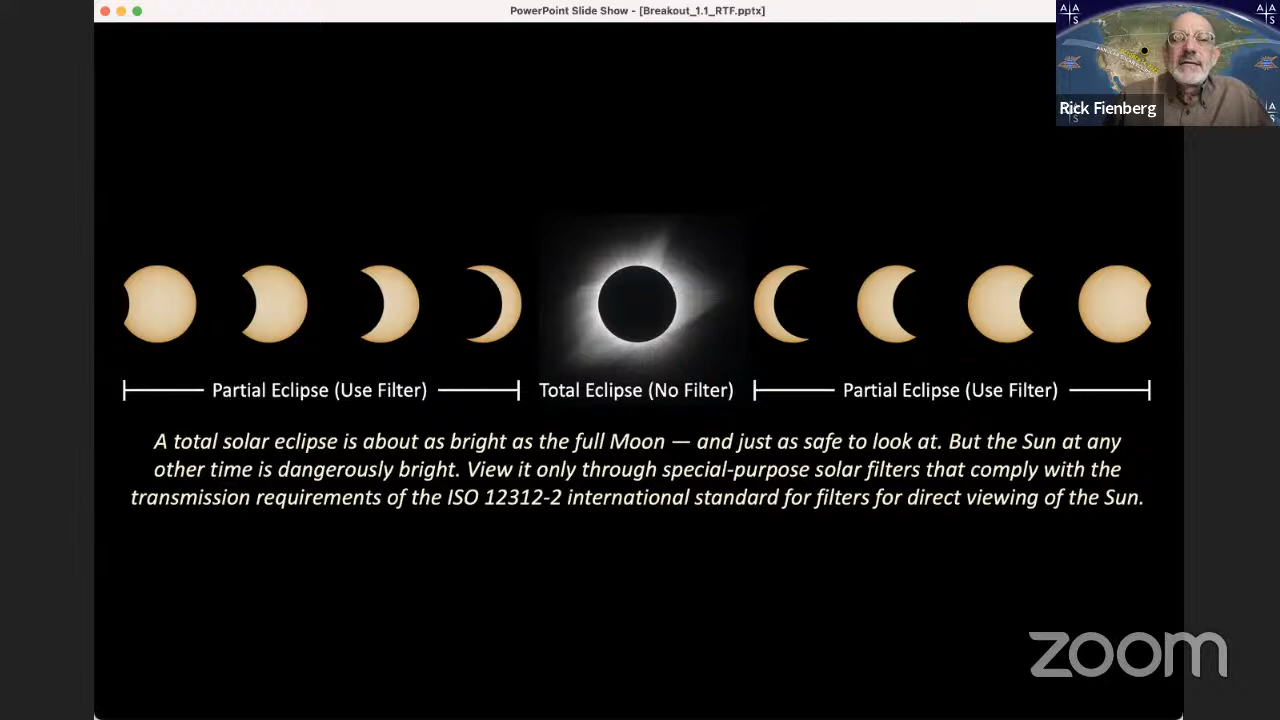 PowerPoint Slide Show - [Breakout_1.1_RTF.pptx]
Rick Fienberg
Partial Eclipse (Use Filter)
Total Eclipse (No Filter)
Partial Eclipse (Use Filter)
A total solar eclipse is about as bright as the full Moon — and just as safe to look at. But the Sun at any
other time is dangerously bright. View it only through special-purpose solar filters that comply with the
transmission requirements of the ISO 12312-2 international standard for filters for direct viewing of the Sun.
zoom